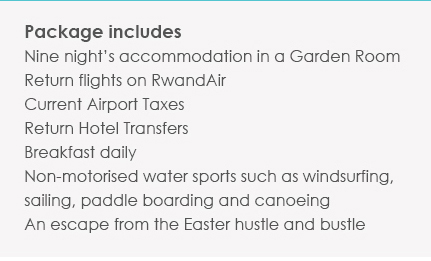 Package includes
Nine night's accommodation in a Garden Room
Return flights on RwandAir
Current Airport Taxes
Return Hotel Transfers
Breakfast daily
Non-motorised water sports such as windsurfing,
sailing, paddle boarding and canoeing
An escape from the Easter hustle and bustle